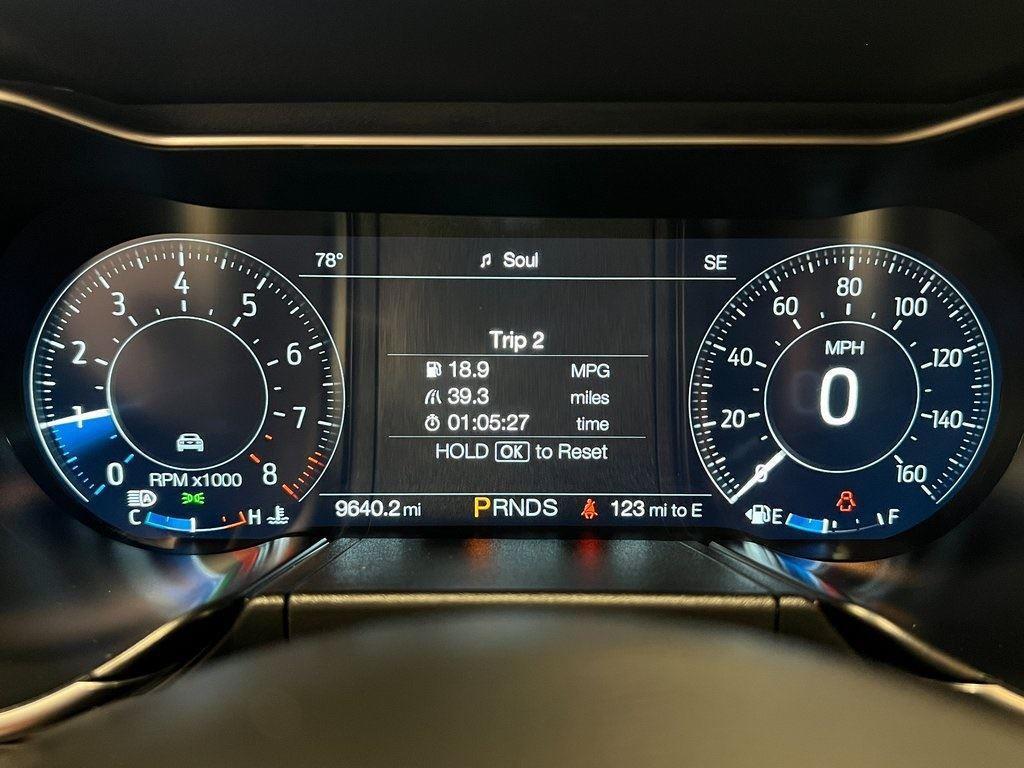 78° Soul SE
0 1 2 3 4 5 6 7 8
RPM x1000
C H
Trip 2
18.9 MPG
39.3 miles
01:05:27 time
HOLD OK to Reset
9640.2 mi PRNDS 123 mi to E
0 20 40 60 80 100 120 140 160
MPH
0
E F
A